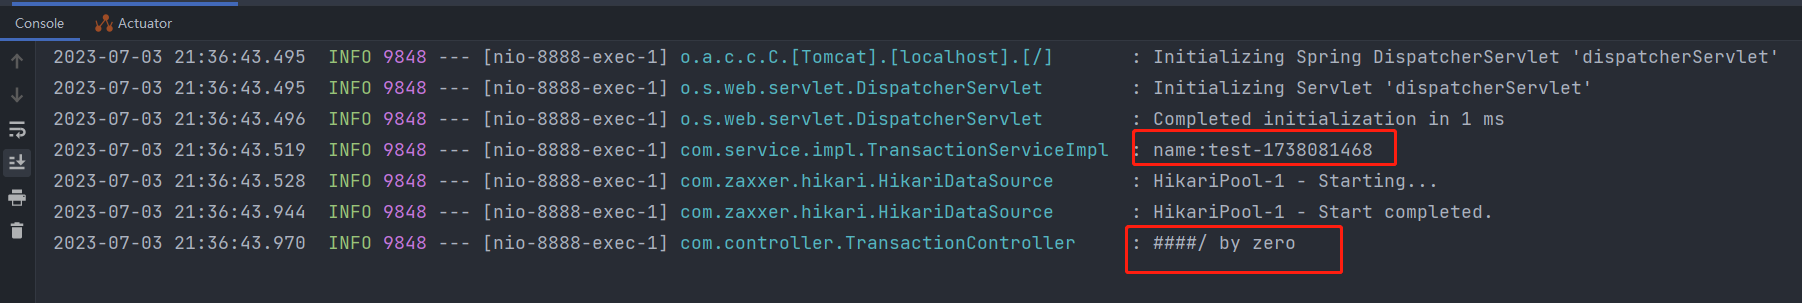 Console Actuator
2023-07-03 21:36:43.495 INFO 9848 --- [nio-8888-exec-1] o.a.c.c.C.[Tomcat].[localhost].[/] : Initializing Spring DispatcherServlet 'dispatcherServlet'
2023-07-03 21:36:43.495 INFO 9848 --- [nio-8888-exec-1] o.s.web.servlet.DispatcherServlet : Initializing Servlet 'dispatcherServlet'
2023-07-03 21:36:43.496 INFO 9848 --- [nio-8888-exec-1] o.s.web.servlet.DispatcherServlet : Completed initialization in 1 ms
2023-07-03 21:36:43.519 INFO 9848 --- [nio-8888-exec-1] com.service.impl.TransactionServiceImpl : name:test-1738081468
2023-07-03 21:36:43.528 INFO 9848 --- [nio-8888-exec-1] com.zaxxer.hikari.HikariDataSource : HikariPool-1 - Starting...
2023-07-03 21:36:43.944 INFO 9848 --- [nio-8888-exec-1] com.zaxxer.hikari.HikariDataSource : HikariPool-1 - Start completed.
2023-07-03 21:36:43.970 INFO 9848 --- [nio-8888-exec-1] com.controller.TransactionController : ####/ by zero